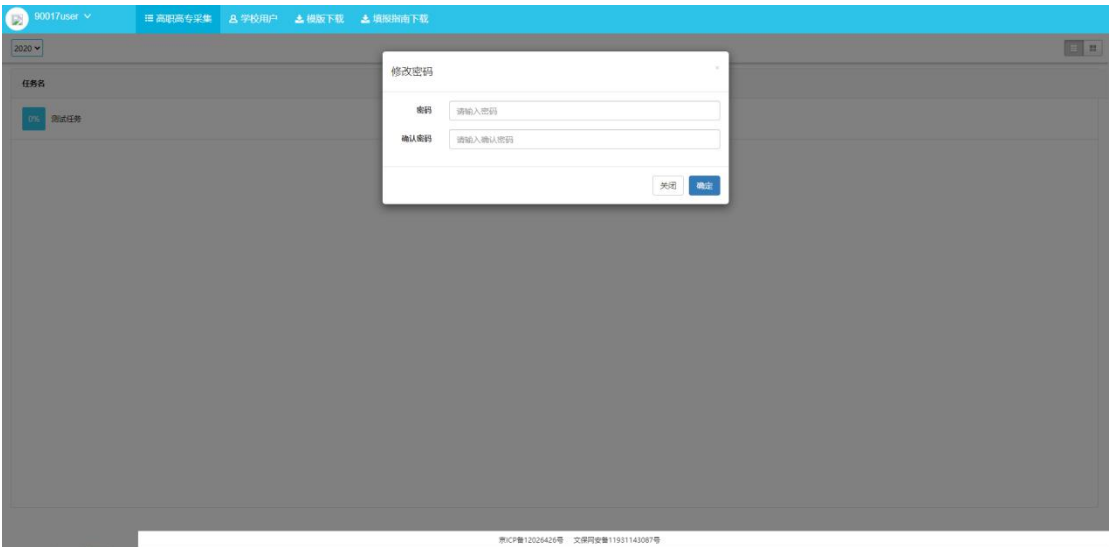 90017user 高职高专采集 学校用户 模版下载 填报指南下载
2020
修改密码 ×
任务名
密码 请输入密码
0% 测试任务
确认密码 请输入确认密码
关闭 确定
京ICP备12026426号 文保网安备11931143087号